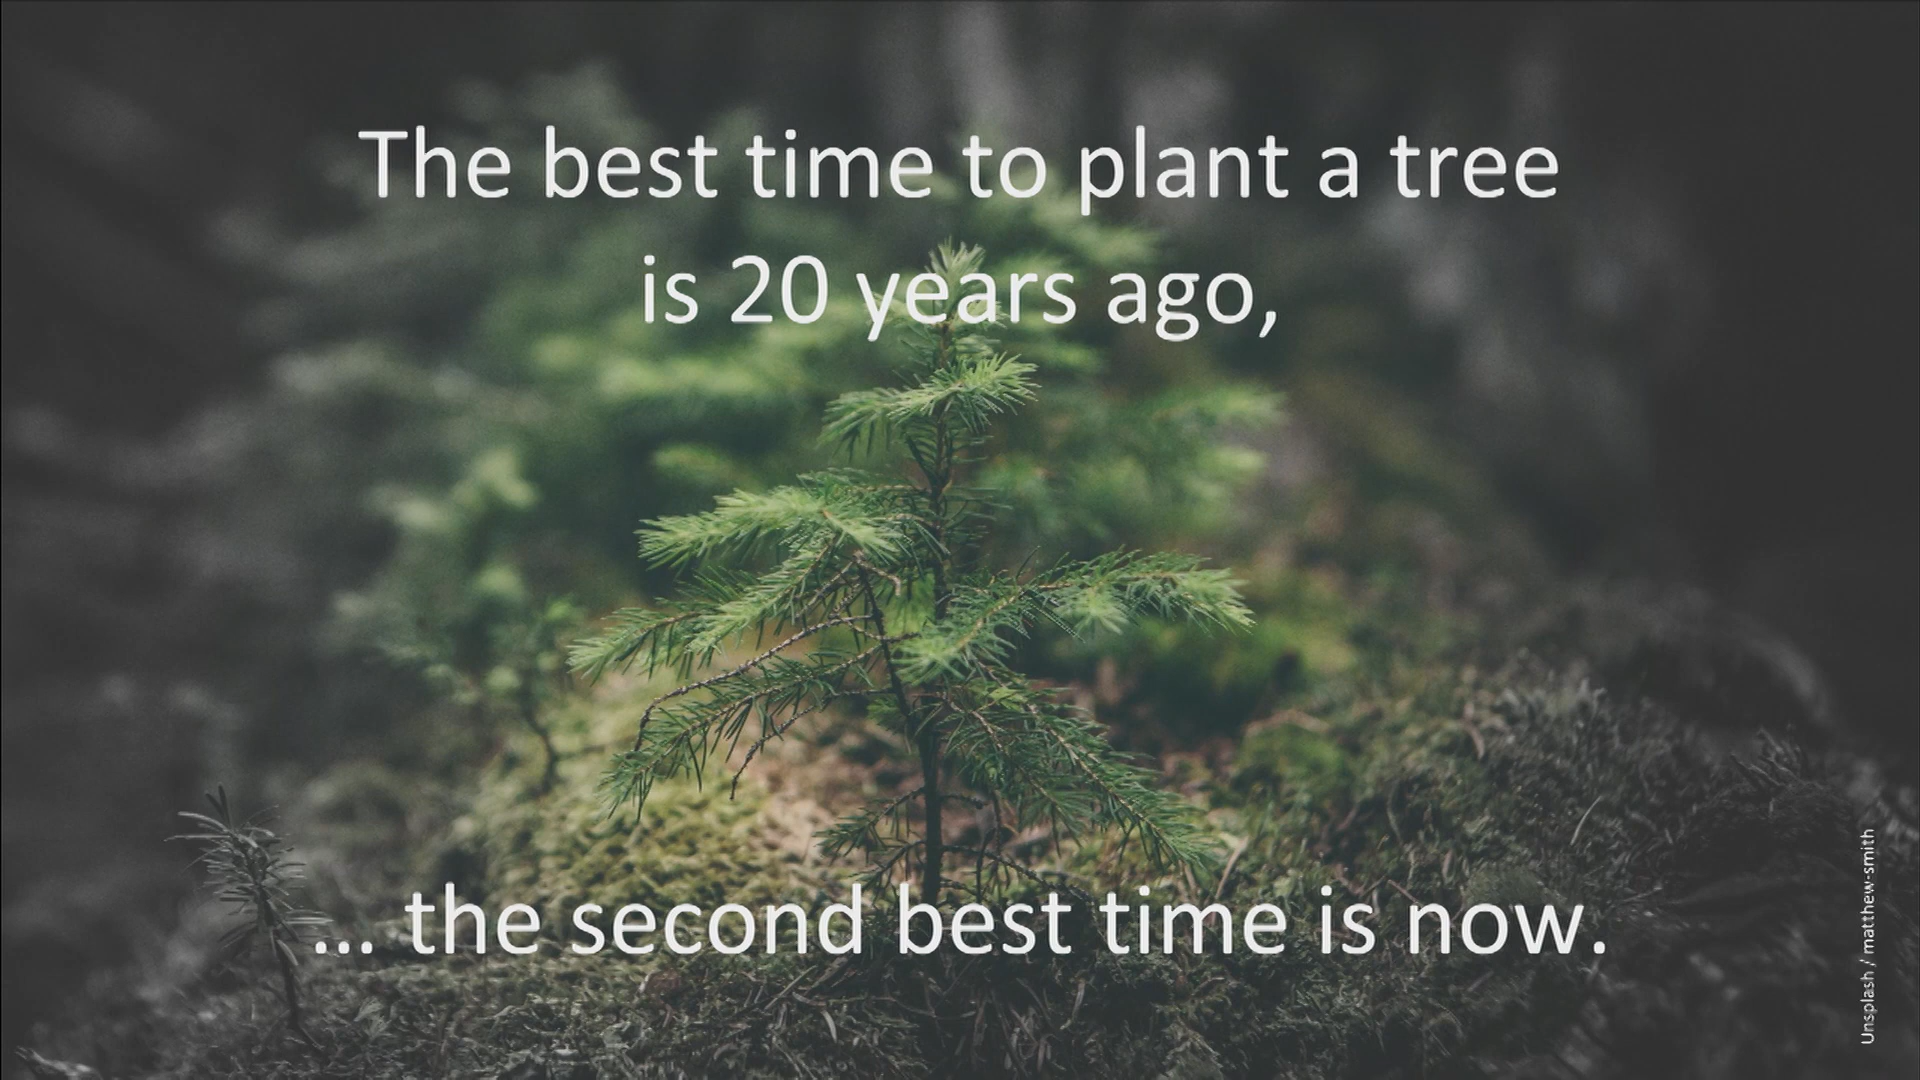 The best time to plant a tree
is 20 years ago,
... the second best time is now.
Unsplash / matthew-smith